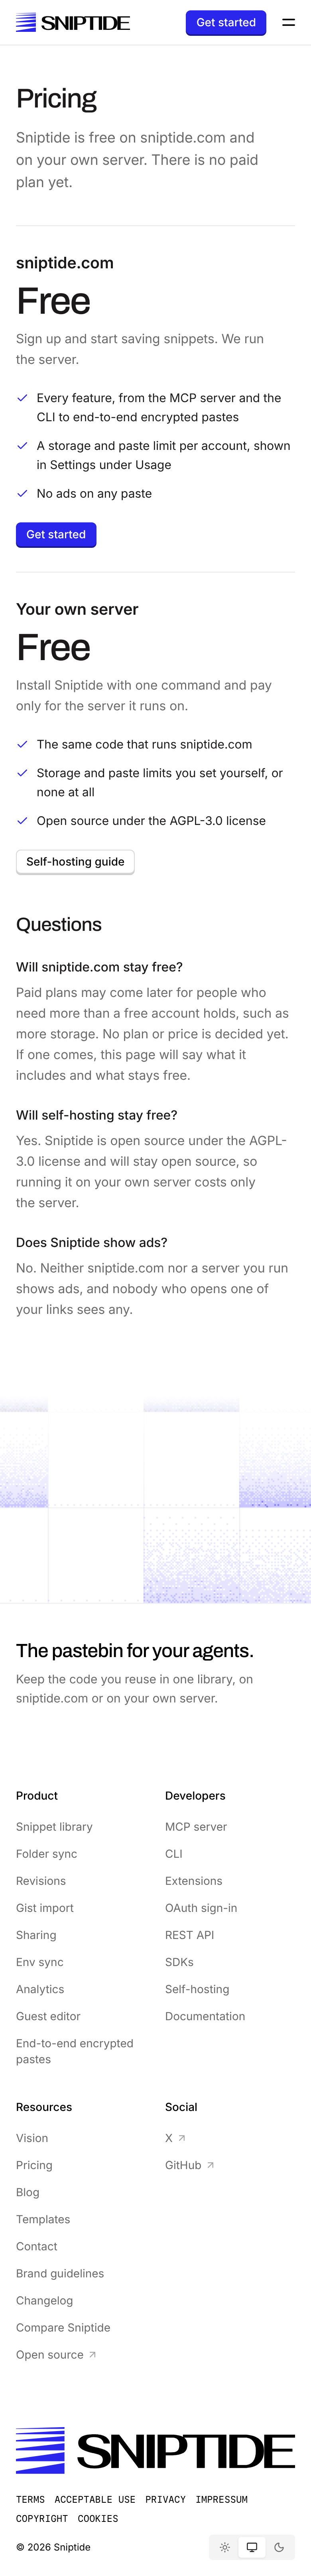 SNIPTIDE
Get started
Pricing
Sniptide is free on sniptide.com and
on your own server. There is no paid
plan yet.
sniptide.com
Free
Sign up and start saving snippets. We run
the server.
Every feature, from the MCP server and the
CLI to end-to-end encrypted pastes
A storage and paste limit per account, shown
in Settings under Usage
No ads on any paste
Get started
Your own server
Free
Install Sniptide with one command and pay
only for the server it runs on.
The same code that runs sniptide.com
Storage and paste limits you set yourself, or
none at all
Open source under the AGPL-3.0 license
Self-hosting guide
Questions
Will sniptide.com stay free?
Paid plans may come later for people who
need more than a free account holds, such as
more storage. No plan or price is decided yet.
If one comes, this page will say what it
includes and what stays free.
Will self-hosting stay free?
Yes. Sniptide is open source under the AGPL-
3.0 license and will stay open source, so
running it on your own server costs only
the server.
Does Sniptide show ads?
No. Neither sniptide.com nor a server you run
shows ads, and nobody who opens one of
your links sees any.
The pastebin for your agents.
Keep the code you reuse in one library, on
sniptide.com or on your own server.
Product
Snippet library
Folder sync
Revisions
Gist import
Sharing
Env sync
Analytics
Guest editor
End-to-end encrypted
pastes
Developers
MCP server
CLI
Extensions
OAuth sign-in
REST API
SDKs
Self-hosting
Documentation
Resources
Vision
Pricing
Blog
Templates
Contact
Brand guidelines
Changelog
Compare Sniptide
Open source
Social
X
GitHub
SNIPTIDE
TERMS ACCEPTABLE USE PRIVACY IMPRESSUM
COPYRIGHT COOKIES
© 2026 Sniptide